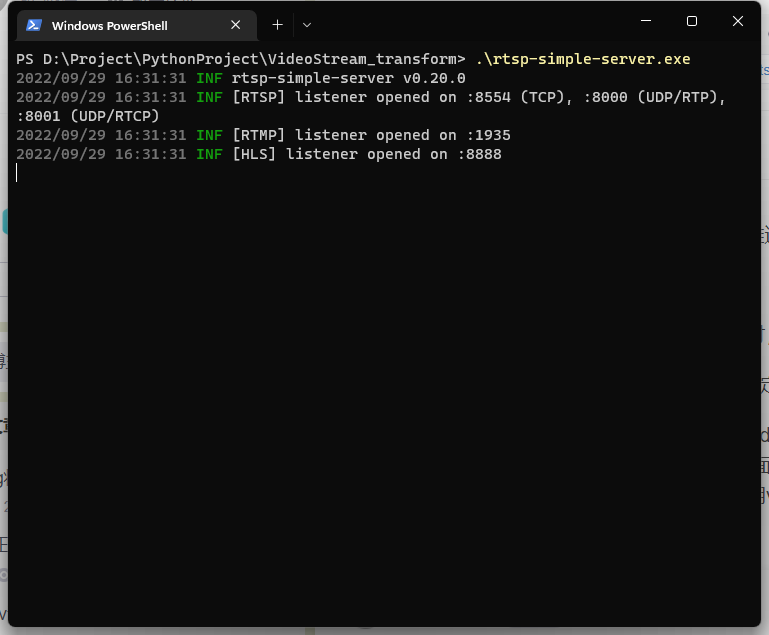 Windows PowerShell
PS D:\Project\PythonProject\VideoStream_transform> .\rtsp-simple-server.exe
2022/09/29 16:31:31 INF rtsp-simple-server v0.20.0
2022/09/29 16:31:31 INF [RTSP] listener opened on :8554 (TCP), :8000 (UDP/RTP),
:8001 (UDP/RTCP)
2022/09/29 16:31:31 INF [RTMP] listener opened on :1935
2022/09/29 16:31:31 INF [HLS] listener opened on :8888